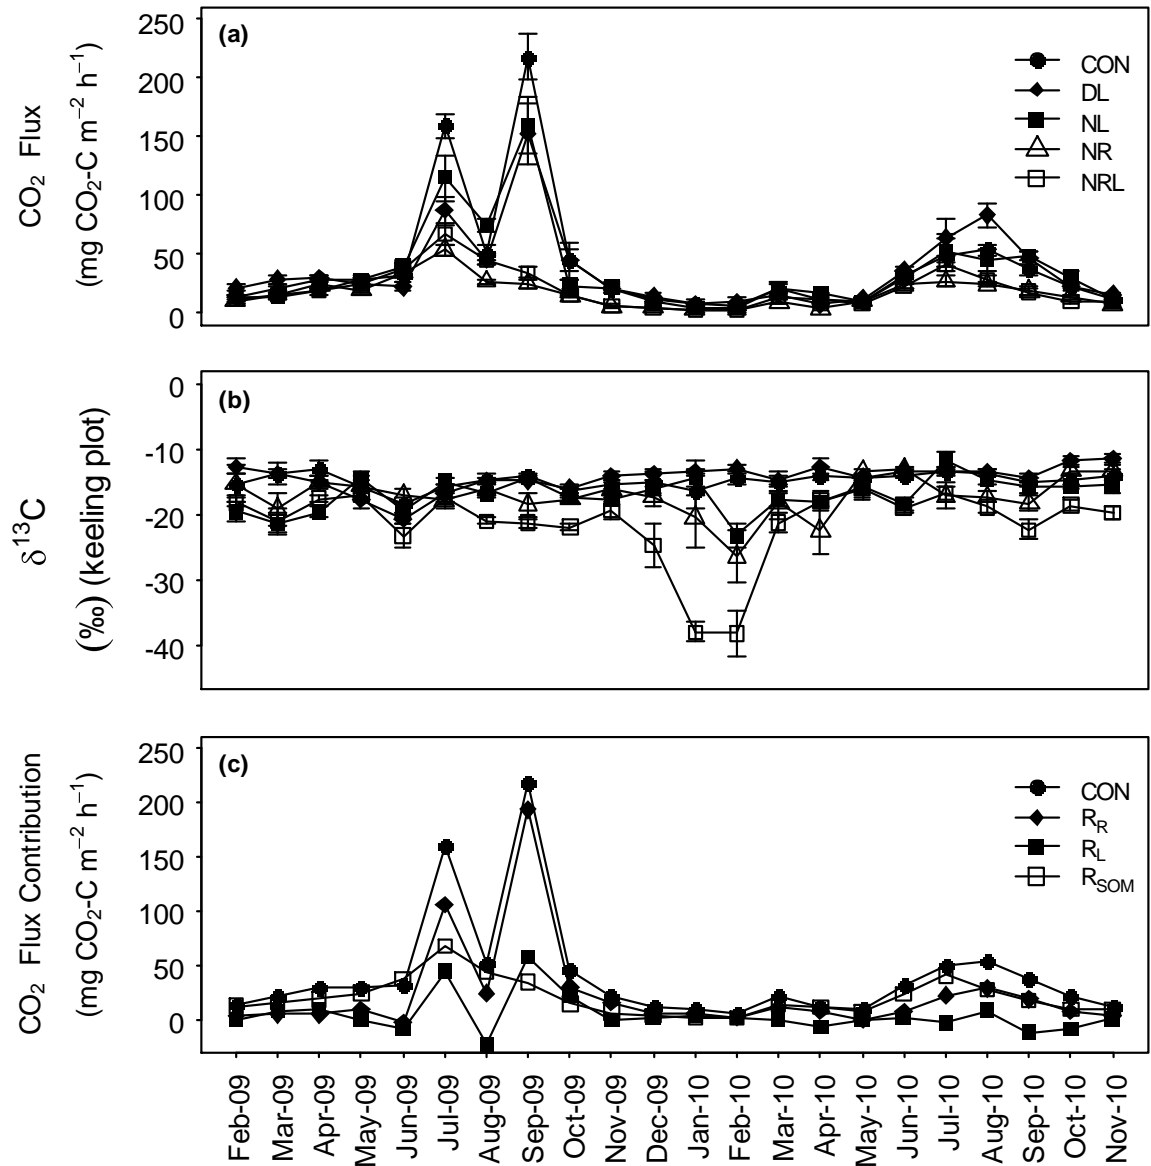 (a)
CO₂ Flux
(mg CO₂-C m⁻² h⁻¹)
250
200
150
100
50
0
CON
DL
NL
NR
NRL
(b)
δ¹³C
(‰) (keeling plot)
0
-10
-20
-30
-40
(c)
CO₂ Flux Contribution
(mg CO₂-C m⁻² h⁻¹)
250
200
150
100
50
0
CON
R_R
R_L
R_SOM
Feb-09
Mar-09
Apr-09
May-09
Jun-09
Jul-09
Aug-09
Sep-09
Oct-09
Nov-09
Dec-09
Jan-10
Feb-10
Mar-10
Apr-10
May-10
Jun-10
Jul-10
Aug-10
Sep-10
Oct-10
Nov-10